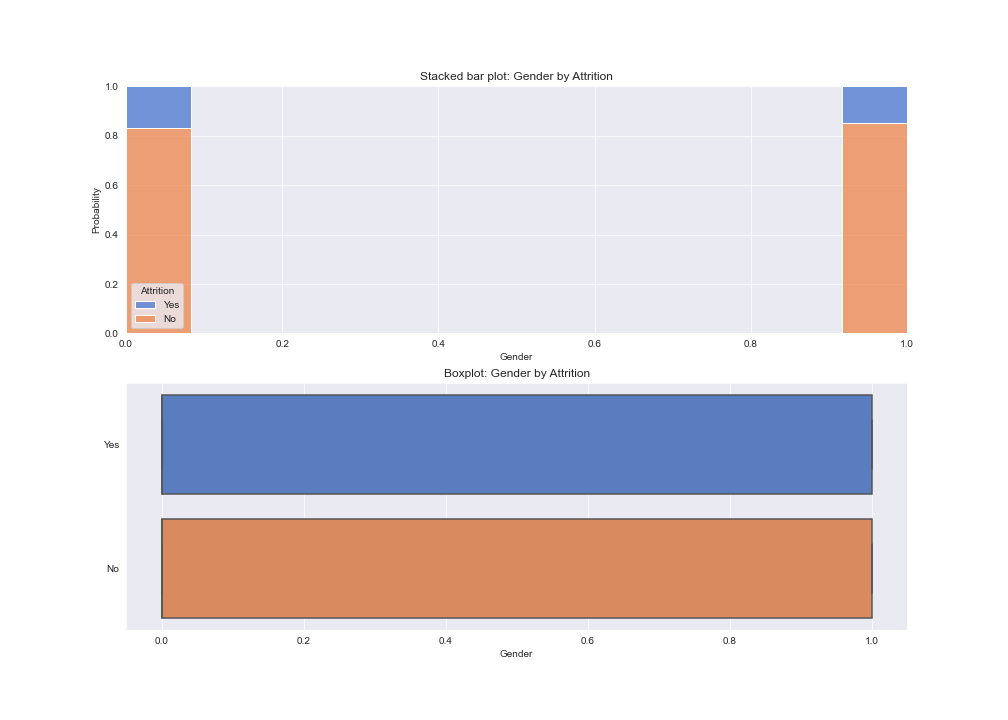 Stacked bar plot: Gender by Attrition
1.0
0.8
0.6
0.4
0.2
0.0
Probability
Attrition
Yes
No
0.0 0.2 0.4 0.6 0.8 1.0
Gender
Boxplot: Gender by Attrition
Yes
No
0.0 0.2 0.4 0.6 0.8 1.0
Gender